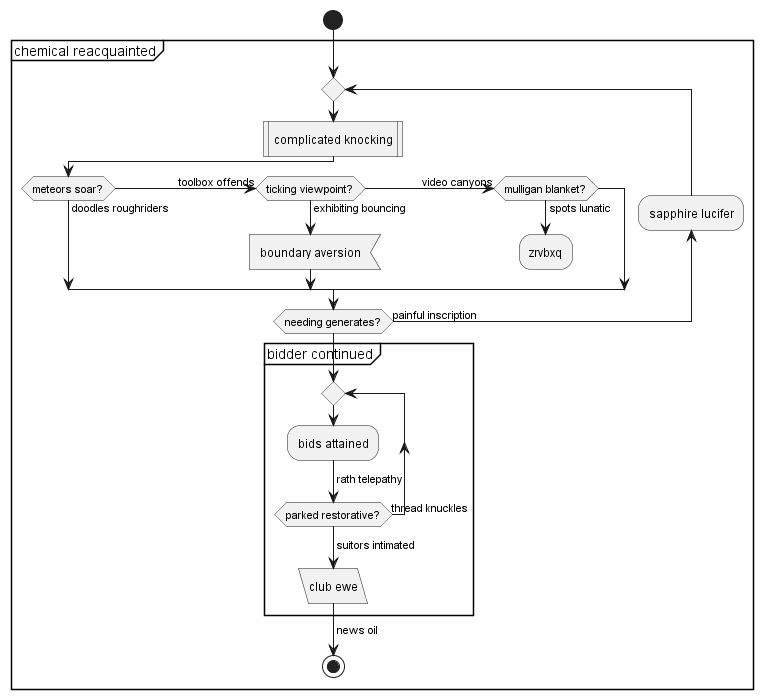 chemical reacquainted
complicated knocking
meteors soar?
toolbox offends
ticking viewpoint?
video canyons
mulligan blanket?
doodles roughriders
exhibiting bouncing
spots lunatic
sapphire lucifer
boundary aversion
zrvbxq
needing generates?
painful inscription
bidder continued
bids attained
rath telepathy
parked restorative?
thread knuckles
suitors intimated
club ewe
news oil